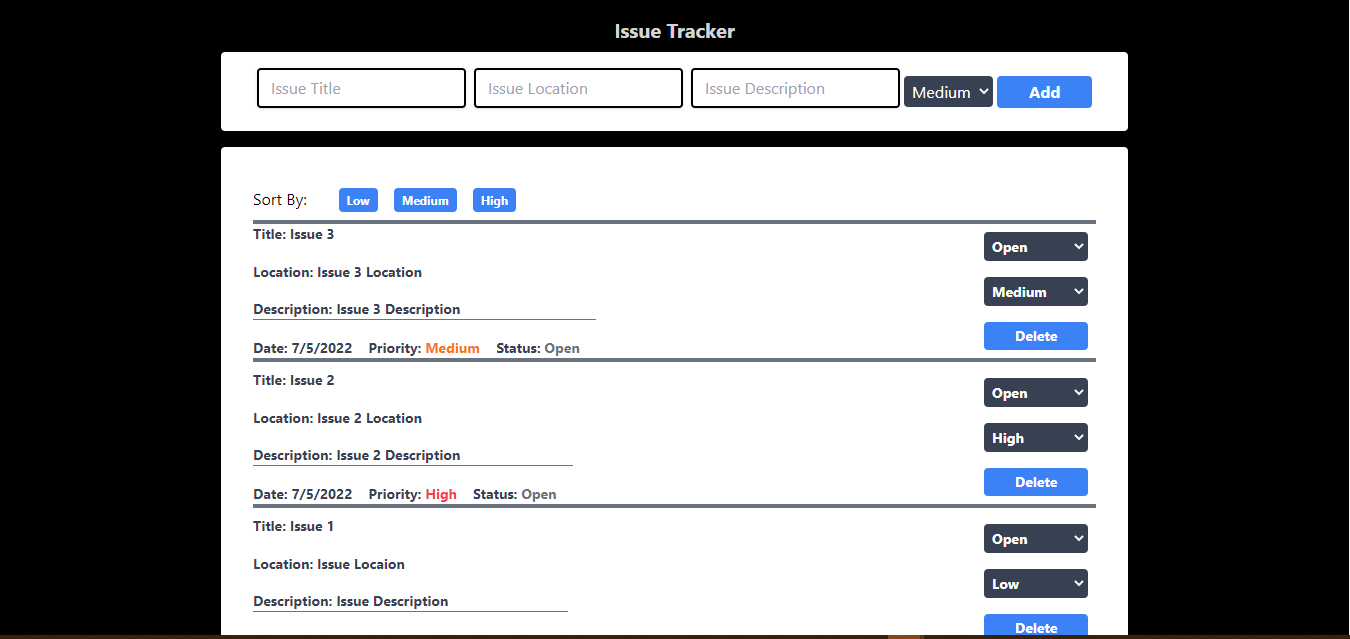 Issue Tracker
Issue Title Issue Location Issue Description Medium Add
Sort By: Low Medium High
Title: Issue 3
Open
Location: Issue 3 Location
Medium
Description: Issue 3 Description
Delete
Date: 7/5/2022 Priority: Medium Status: Open
Title: Issue 2
Open
Location: Issue 2 Location
High
Description: Issue 2 Description
Delete
Date: 7/5/2022 Priority: High Status: Open
Title: Issue 1
Open
Location: Issue Locaion
Low
Description: Issue Description
Delete